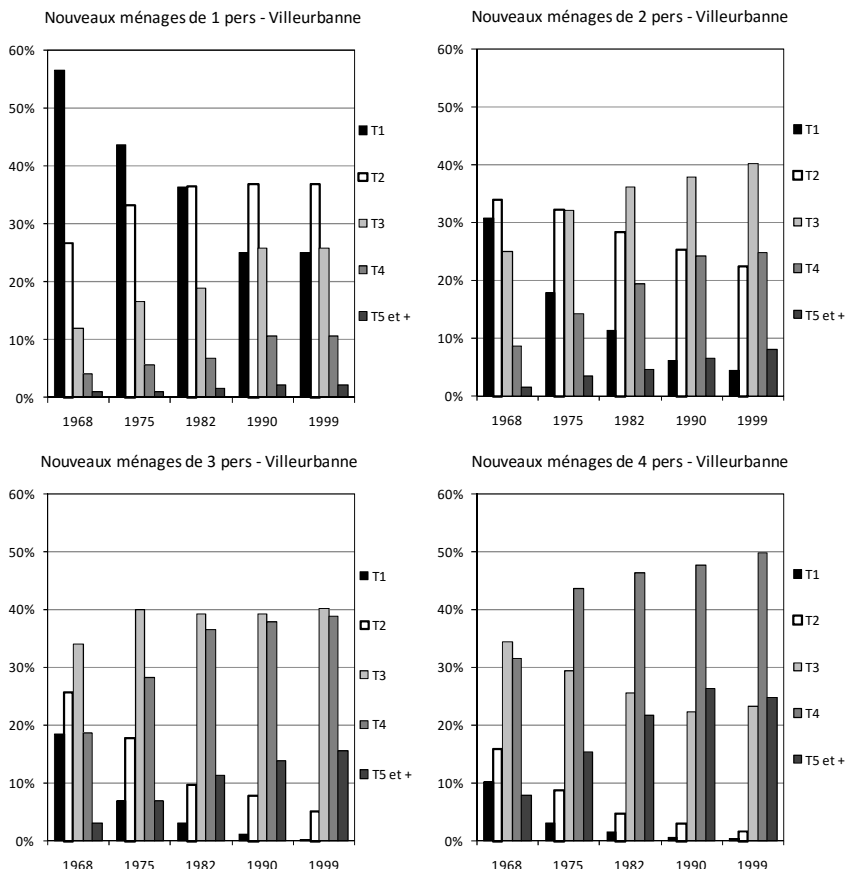 Nouveaux ménages de 1 pers - Villeurbanne
60%
50%
40%
30%
20%
10%
0%
1968 1975 1982 1990 1999
T1
T2
T3
T4
T5 et +
Nouveaux ménages de 2 pers - Villeurbanne
60%
50%
40%
30%
20%
10%
0%
1968 1975 1982 1990 1999
T1
T2
T3
T4
T5 et +
Nouveaux ménages de 3 pers - Villeurbanne
60%
50%
40%
30%
20%
10%
0%
1968 1975 1982 1990 1999
T1
T2
T3
T4
T5 et +
Nouveaux ménages de 4 pers - Villeurbanne
60%
50%
40%
30%
20%
10%
0%
1968 1975 1982 1990 1999
T1
T2
T3
T4
T5 et +